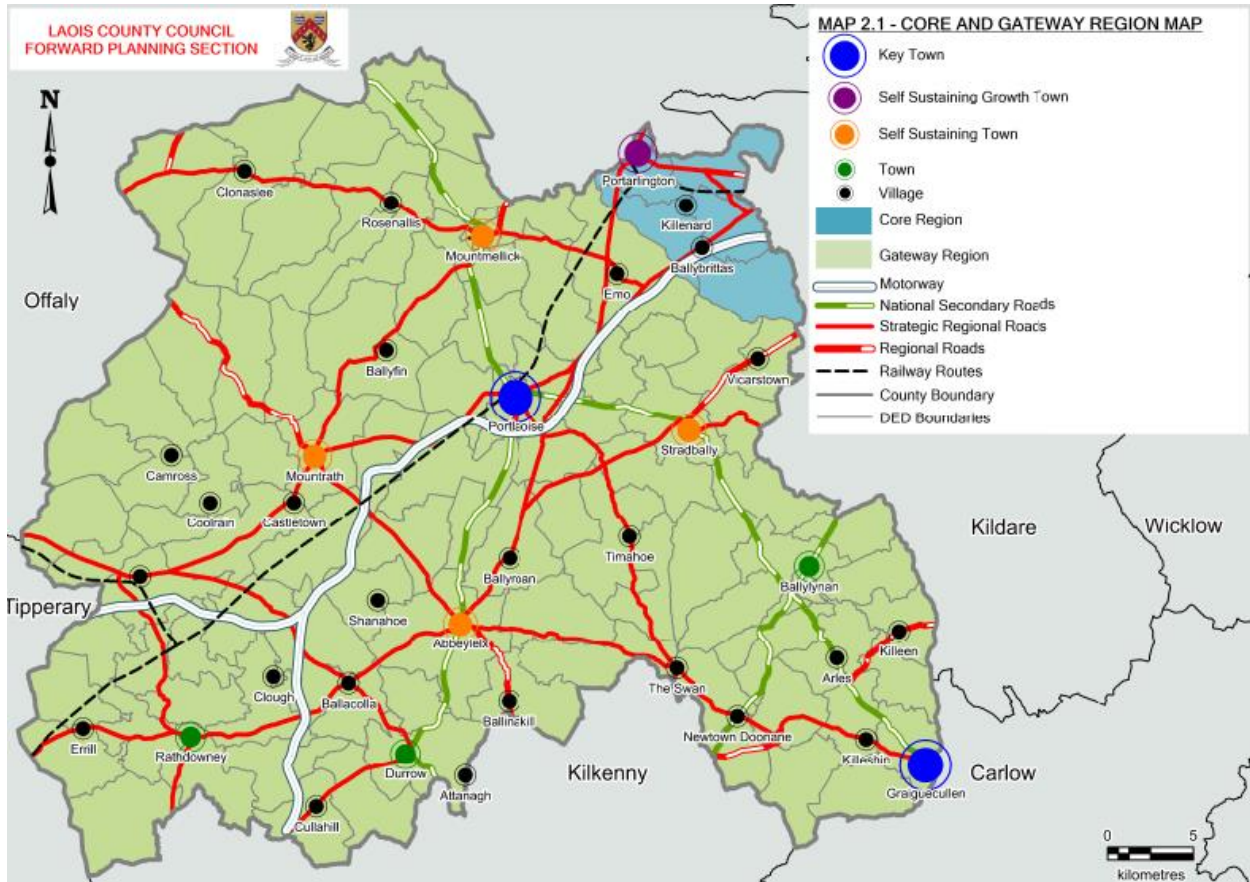 LAOIS COUNTY COUNCIL
FORWARD PLANNING SECTION
N
MAP 2.1 - CORE AND GATEWAY REGION MAP
Key Town
Self Sustaining Growth Town
Self Sustaining Town
Town
Village
Core Region
Gateway Region
Motorway
National Secondary Roads
Strategic Regional Roads
Regional Roads
Railway Routes
County Boundary
DED Boundaries
Portarlington
Clonaslee
Rosenallis
Killenard
Mountmellick
Ballybrittas
Emo
Offaly
Ballyfin
Vicarstown
Portlaoise
Stradbally
Camross
Mountrath
Coolrain
Castletown
Kildare
Wicklow
Timahoe
Ballyroan
Ballylynan
Tipperary
Shanahoe
Abbeyleix
Killeen
Clough
Ballacolla
The Swan
Arles
Ballinakill
Newtown Doonane
Errill
Rathdowney
Killeshin
Durrow
Kilkenny
Carlow
Attanagh
Graiguecullen
Cullahill
0 5
kilometres